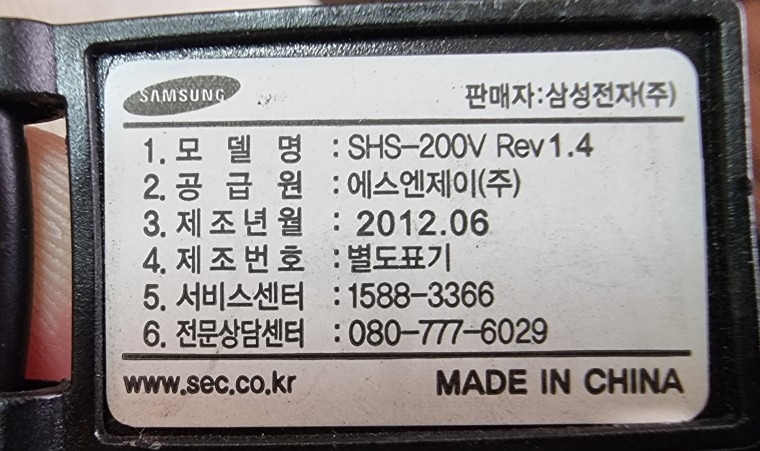 SAMSUNG 판매자:삼성전자(주)
1. 모 델 명 : SHS-200V Rev1.4
2. 공 급 원 : 에스엔제이(주)
3. 제 조 년 월 : 2012.06
4. 제 조 번 호 : 별도표기
5. 서비스센터 : 1588-3366
6. 전문상담센터 : 080-777-6029
www.sec.co.kr MADE IN CHINA